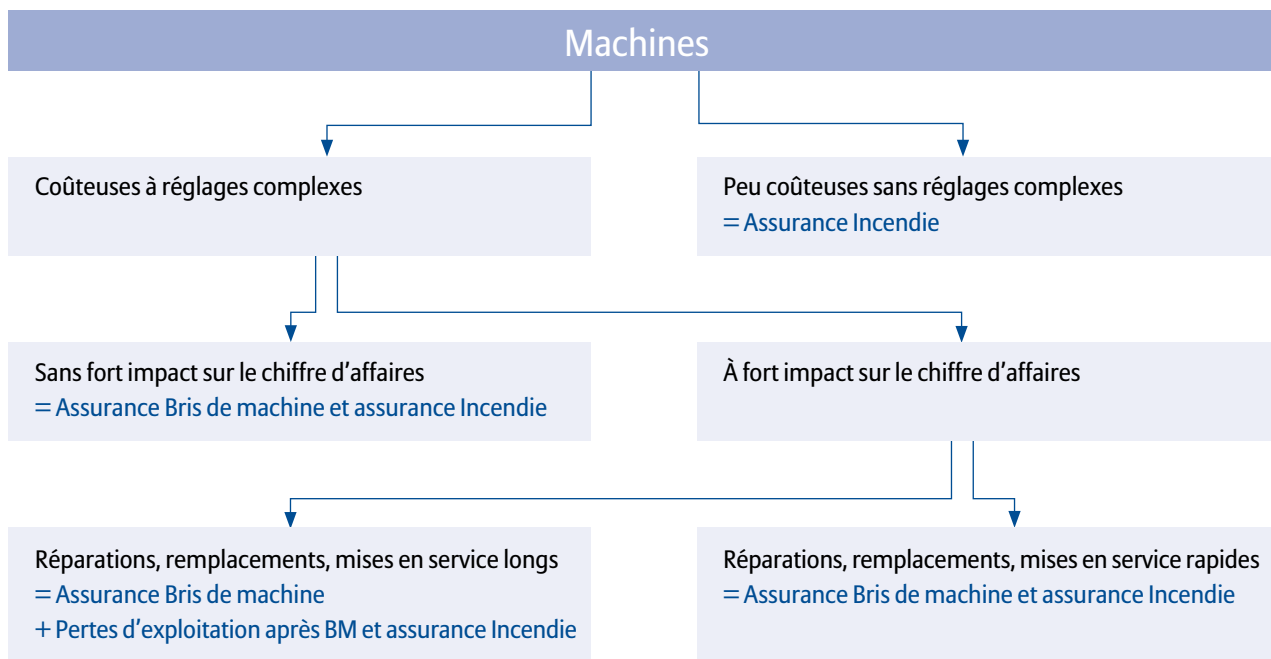 Machines
Coûteuses à réglages complexes
Peu coûteuses sans réglages complexes
= Assurance Incendie
Sans fort impact sur le chiffre d'affaires
= Assurance Bris de machine et assurance Incendie
À fort impact sur le chiffre d'affaires
Réparations, remplacements, mises en service longs
= Assurance Bris de machine
+ Pertes d'exploitation après BM et assurance Incendie
Réparations, remplacements, mises en service rapides
= Assurance Bris de machine et assurance Incendie